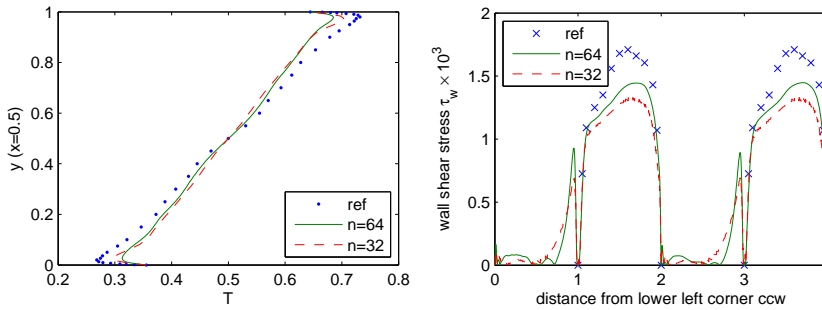 1
0.8
0.6
0.4
0.2
0
y (x=0.5)
0.2 0.3 0.4 0.5 0.6 0.7 0.8
T
ref
n=64
n=32
2
1.5
1
0.5
0
wall shear stress τw × 10³
0 1 2 3
distance from lower left corner ccw
ref
n=64
n=32